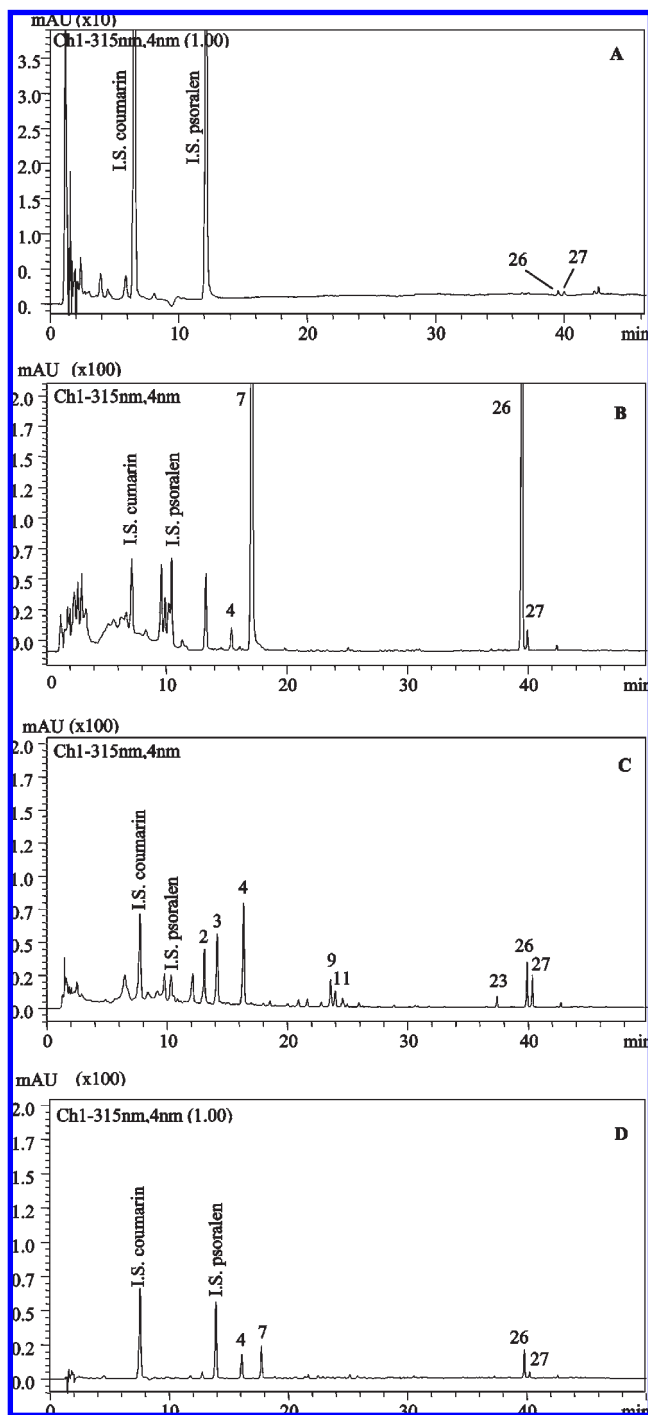 mAU (x10)
Ch1-315nm,4nm (1.00)
A
3.5
3.0
2.5
2.0
1.5
1.0
0.
0.
I.S. coumarin
I.S. psoralen
26
27
0 10 20 30 40 min
mAU (x100)
Ch1-315nm,4nm
B
2.0
1.7
1.5
1.2
1.0
0.7
0.5
0.2
0.0
I.S. cumarin
I.S. psoralen
4
7
26
27
0 10 20 30 40 min
mAU (x100)
Ch1-315nm,4nm
C
2.0
1.7
1.5
1.2
1.0
0.7
0.5
0.2
0.0
I.S. coumarin
I.S. psoralen
2
3
4
9
11
23
26
27
0 10 20 30 40 min
mAU (x100)
Ch1-315nm,4nm (1.00)
D
2.0
1.7
1.5
1.2
1.0
0.7
0.5
0.2
0.0
I.S. coumarin
I.S. psoralen
4
7
26
27
0 10 20 30 40 min